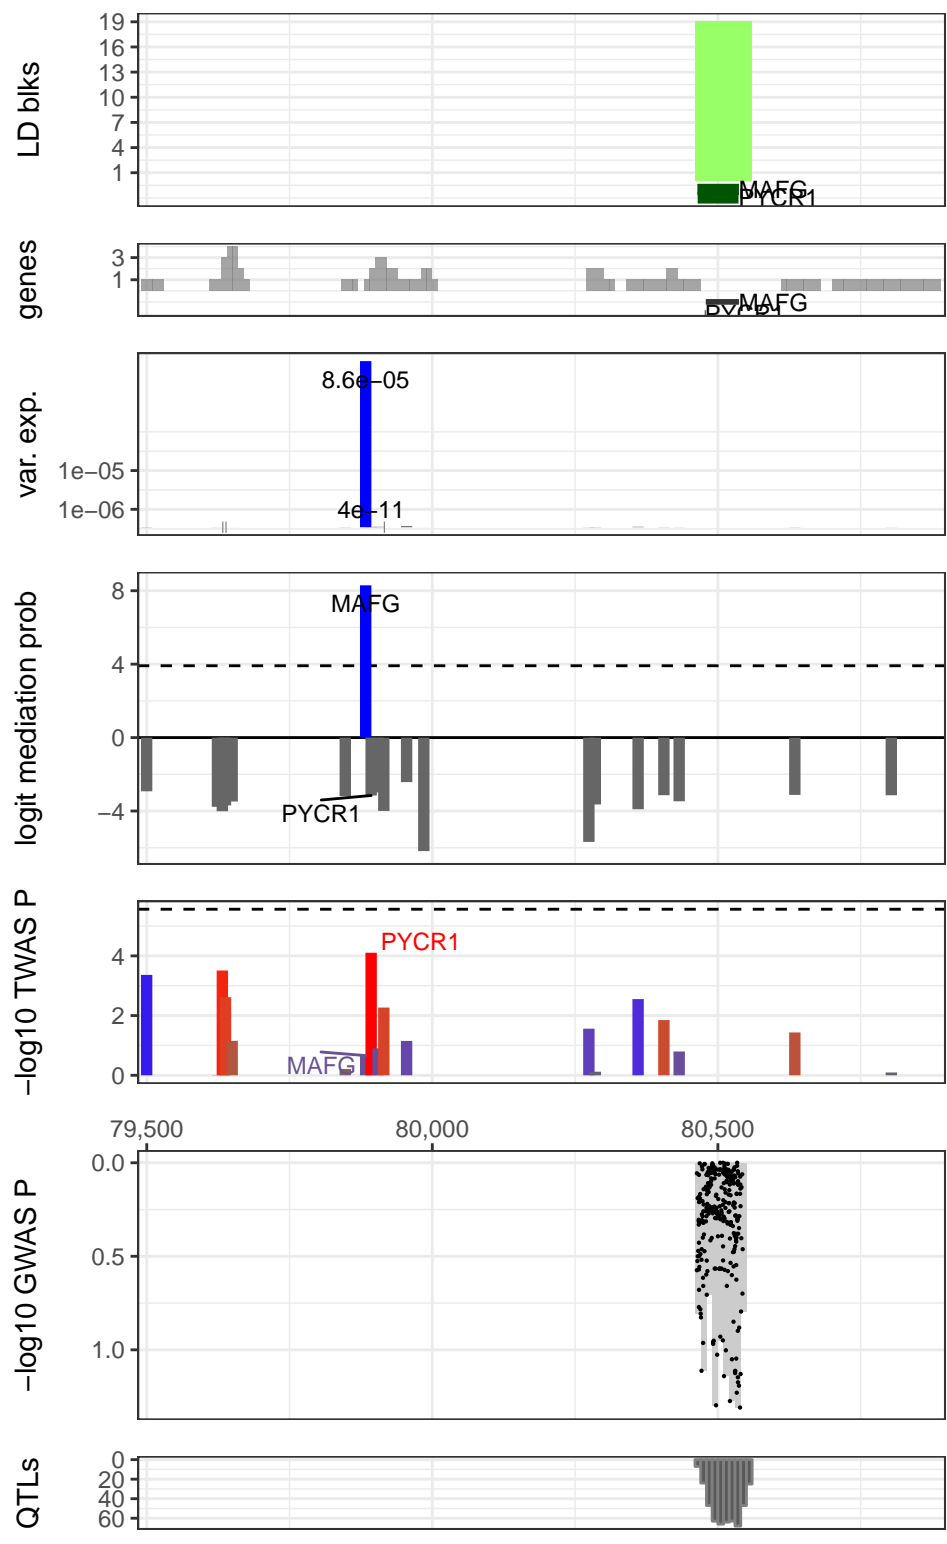 LD blks
19
16
13
10
7
4
1
MAFG
PYCR1
genes
3
1
MAFG
PYCR1
var. exp.
1e−05
1e−06
8.6e−05
4e−11
logit mediation prob
8
4
0
−4
MAFG
PYCR1
−log10 TWAS P
4
2
0
PYCR1
MAFG
79,500
80,000
80,500
−log10 GWAS P
0.0
0.5
1.0
QTLs
0
20
40
60